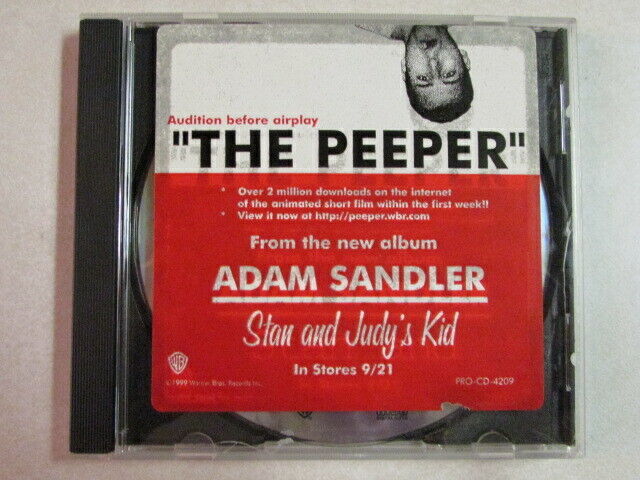 Audition before airplay
"THE PEEPER"
* Over 2 million downloads on the internet
of the animated short film within the first week!!
* View it now at http://peeper.wbr.com
From the new album
ADAM SANDLER
Stan and Judy's Kid
In Stores 9/21
WB
©1999 Warner Bros. Records Inc.
PRO-CD-4209